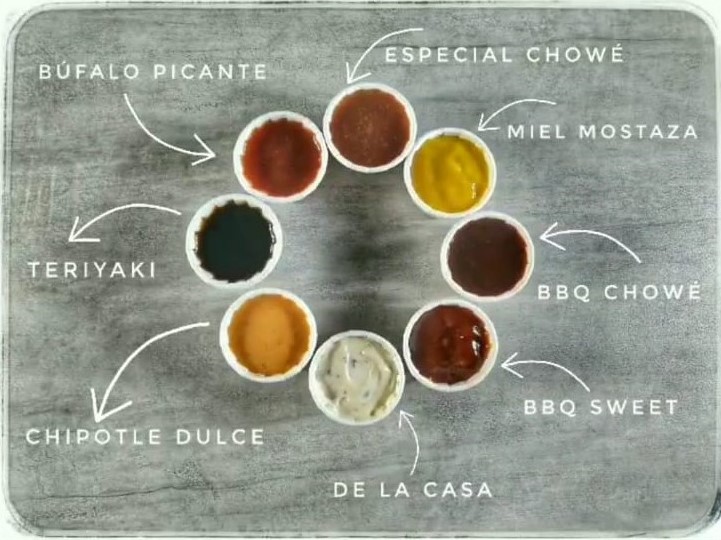 ESPECIAL CHOWÉ
BÚFALO PICANTE
MIEL MOSTAZA
TERIYAKI
BBQ CHOWÉ
BBQ SWEET
CHIPOTLE DULCE
DE LA CASA